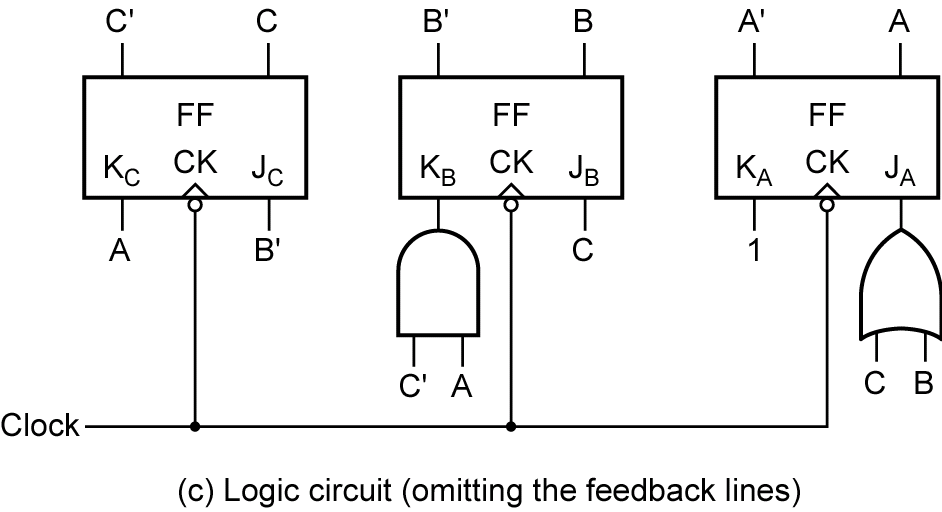 C' C B' B A' A
FF FF FF
K_C CK J_C K_B CK J_B K_A CK J_A
A B' C 1
C' A C B
Clock
(c) Logic circuit (omitting the feedback lines)